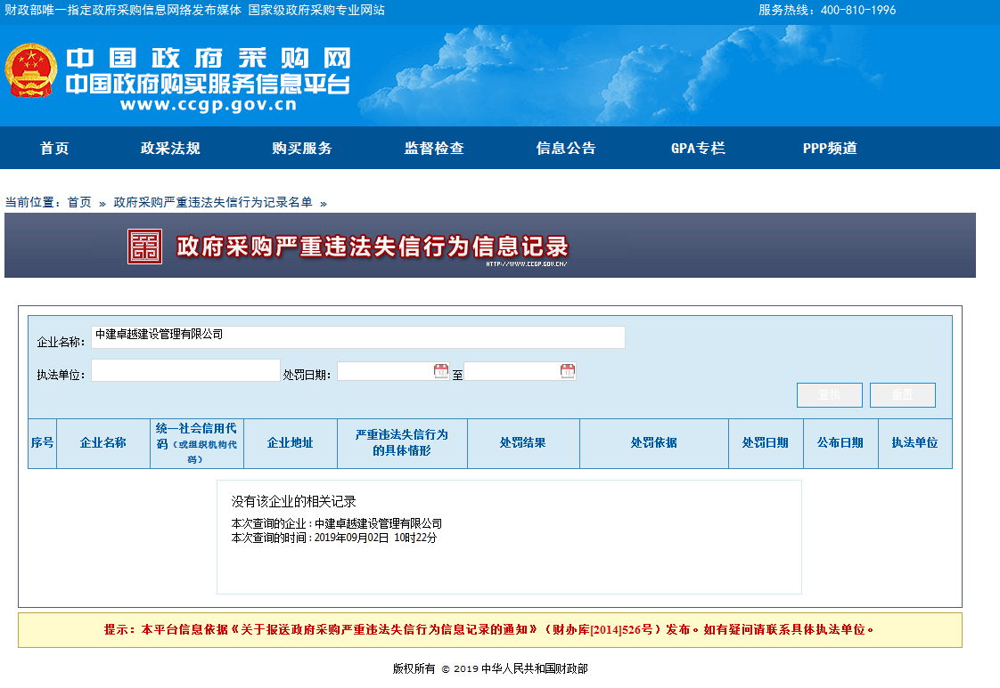 财政部唯一指定政府采购信息网络发布媒体 国家级政府采购专业网站
服务热线：400-810-1996
中国政府采购网
中国政府购买服务信息平台
www.ccgp.gov.cn
首页 政采法规 购买服务 监督检查 信息公告 GPA专栏 PPP频道
当前位置：首页 » 政府采购严重违法失信行为记录名单 »
政府采购严重违法失信行为信息记录
HTTP://WWW.CCGP.GOV.CN/
企业名称：中建卓越建设管理有限公司
执法单位： 处罚日期： 至
查找 重置
序号 企业名称 统一社会信用代码（或组织机构代码） 企业地址 严重违法失信行为的具体情形 处罚结果 处罚依据 处罚日期 公布日期 执法单位
没有该企业的相关记录
本次查询的企业：中建卓越建设管理有限公司
本次查询的时间：2019年09月02日 10时22分
提示：本平台信息依据《关于报送政府采购严重违法失信行为信息记录的通知》（财办库[2014]526号）发布。如有疑问请联系具体执法单位。
版权所有 © 2019 中华人民共和国财政部